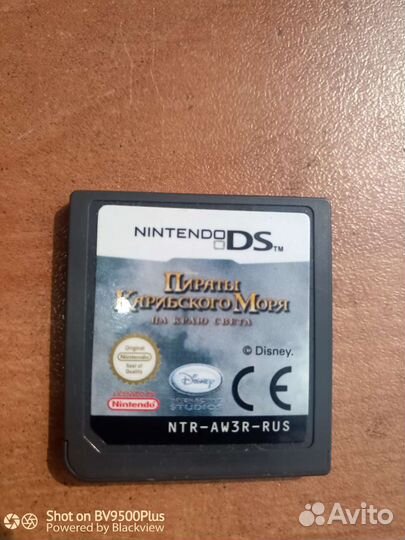 NINTENDO DS ™
Пираты
Карибского Моря
На краю света
Original
Nintendo
Seal of
Quality
© Disney.
Disney
INTERACTIVE
STUDIOS
CE
Nintendo
NTR-AW3R-RUS
Shot on BV9500Plus
Powered by Blackview
Avito